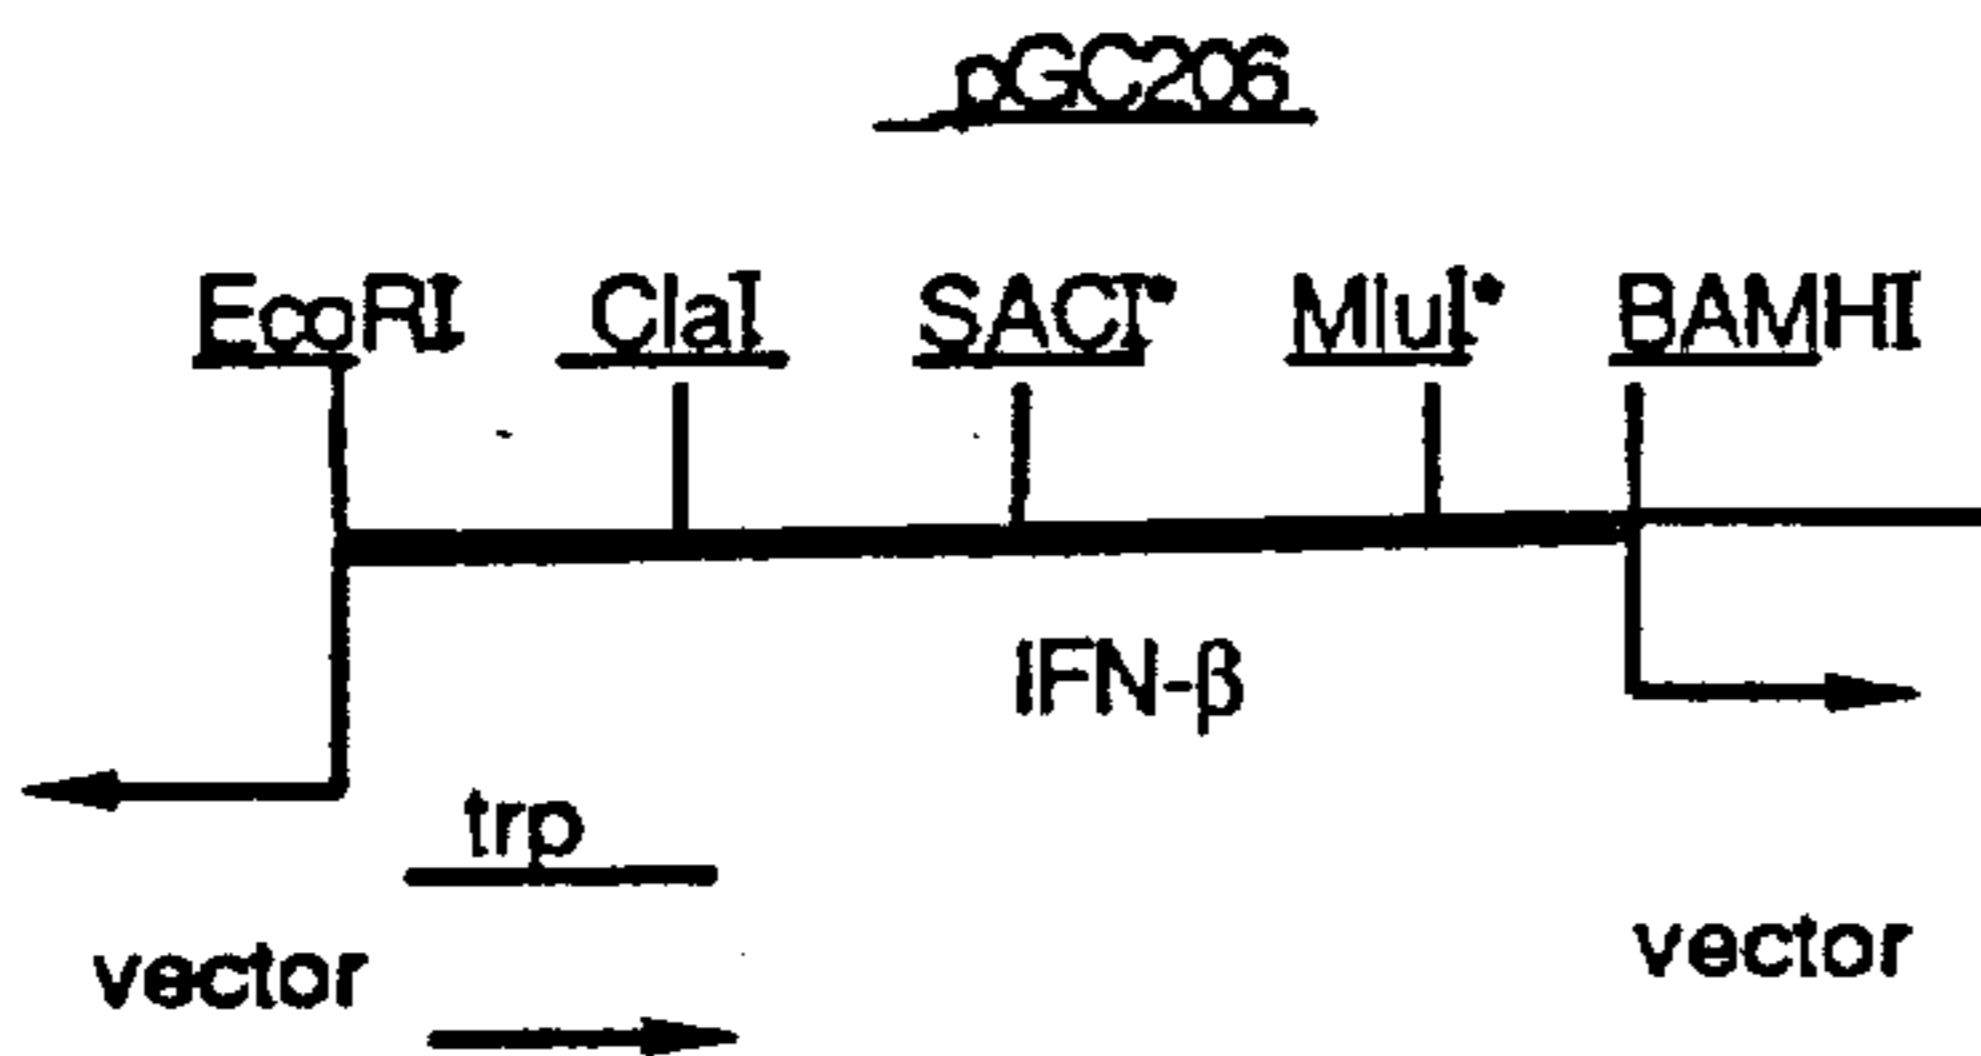 pGC206
EcoRI ClaI SACI* MluI* BAMHI
IFN-β
trp
vector vector